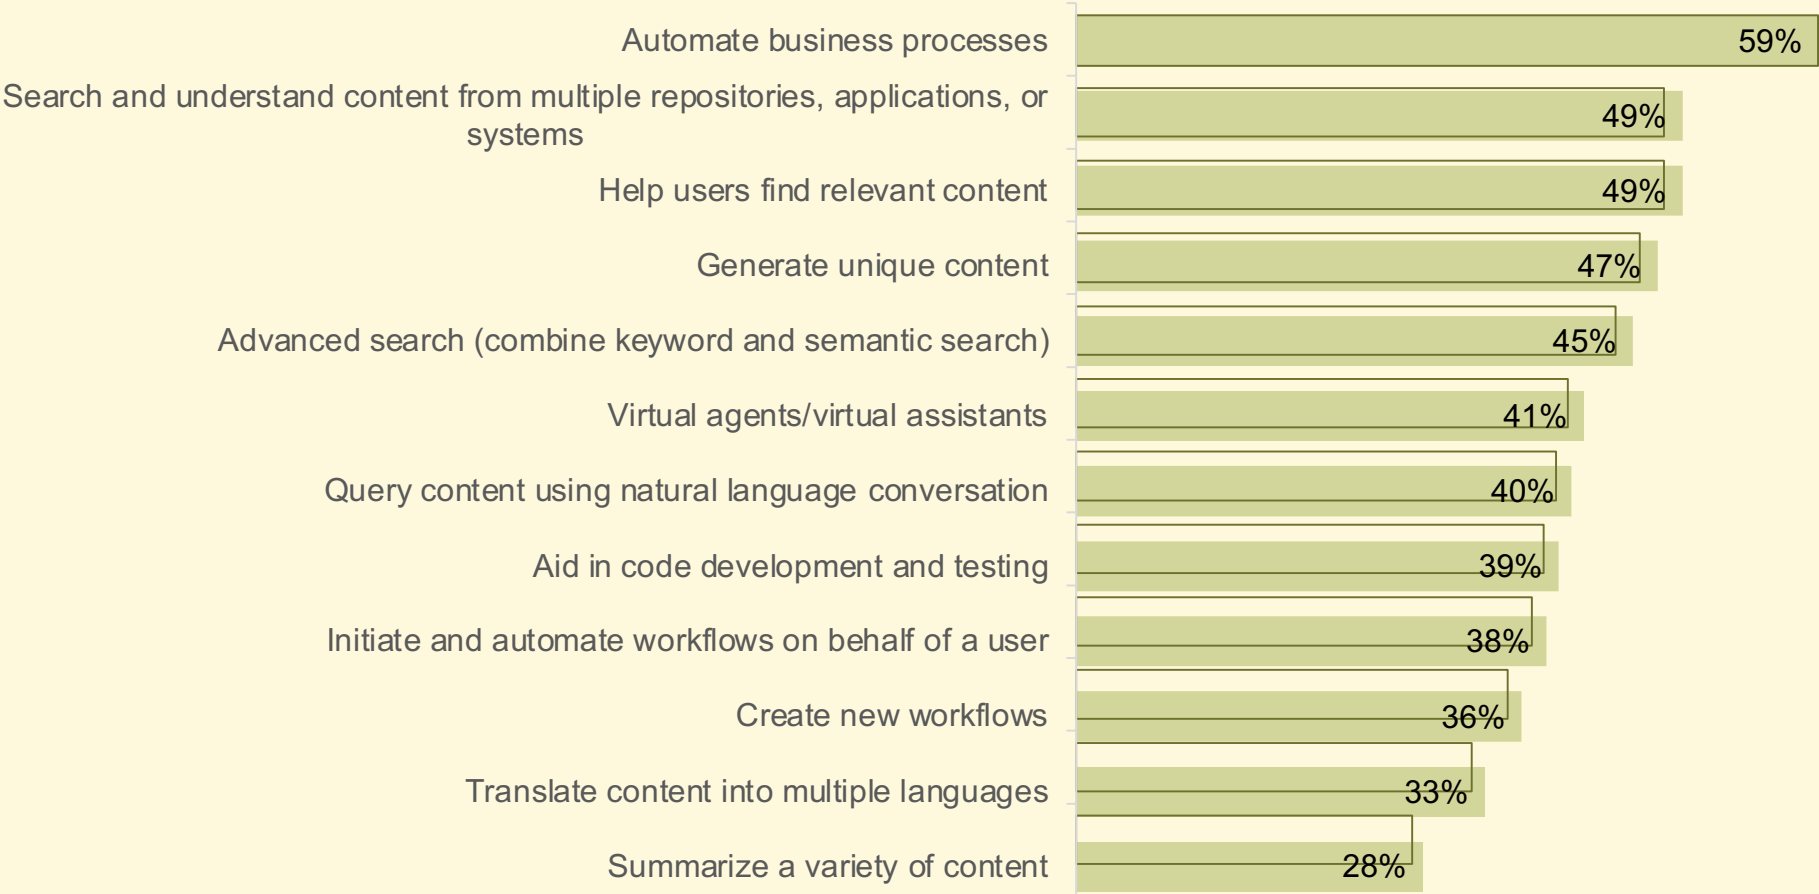 Automate business processes 59%
Search and understand content from multiple repositories, applications, or
systems 49%
Help users find relevant content 49%
Generate unique content 47%
Advanced search (combine keyword and semantic search) 45%
Virtual agents/virtual assistants 41%
Query content using natural language conversation 40%
Aid in code development and testing 39%
Initiate and automate workflows on behalf of a user 38%
Create new workflows 36%
Translate content into multiple languages 33%
Summarize a variety of content 28%